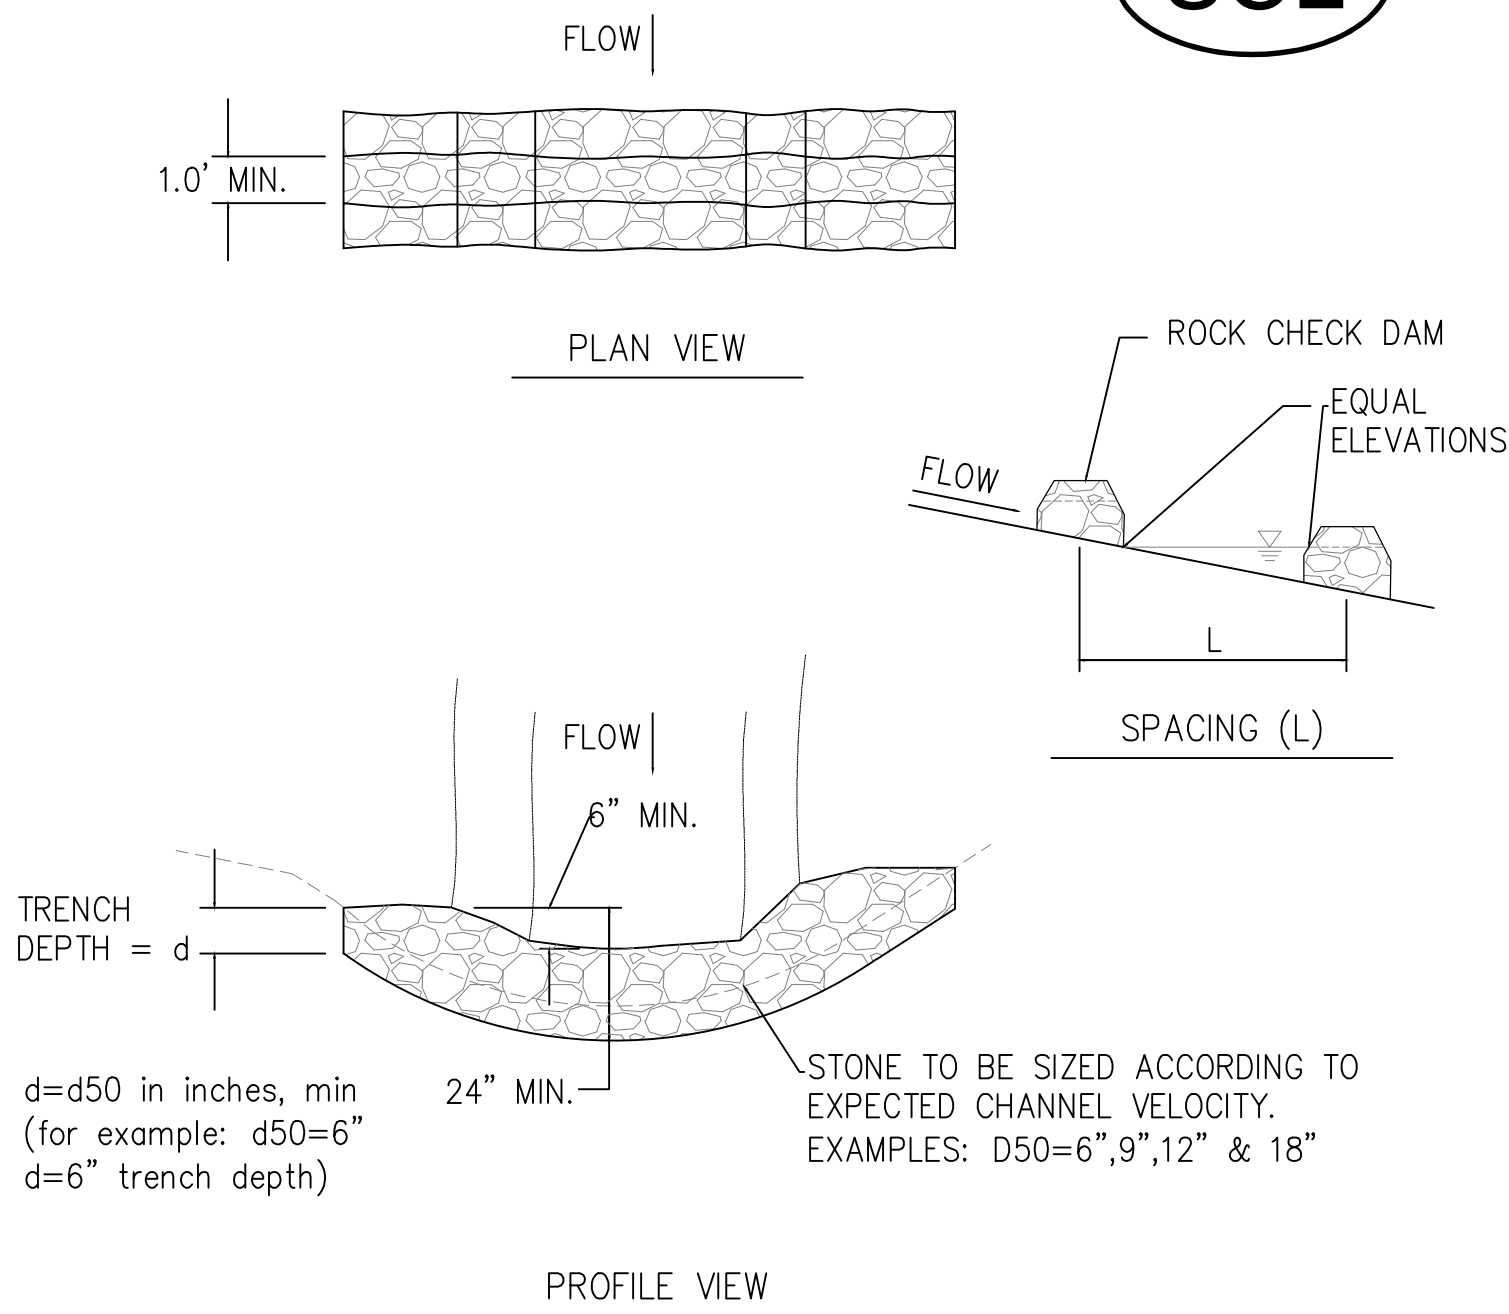 FLOW
1.0' MIN.
PLAN VIEW
ROCK CHECK DAM
EQUAL
ELEVATIONS
FLOW
L
SPACING (L)
FLOW
6” MIN.
TRENCH
DEPTH = d
24” MIN.
d=d50 in inches, min
(for example: d50=6”
d=6” trench depth)
STONE TO BE SIZED ACCORDING TO
EXPECTED CHANNEL VELOCITY.
EXAMPLES: D50=6”,9”,12” & 18”
PROFILE VIEW